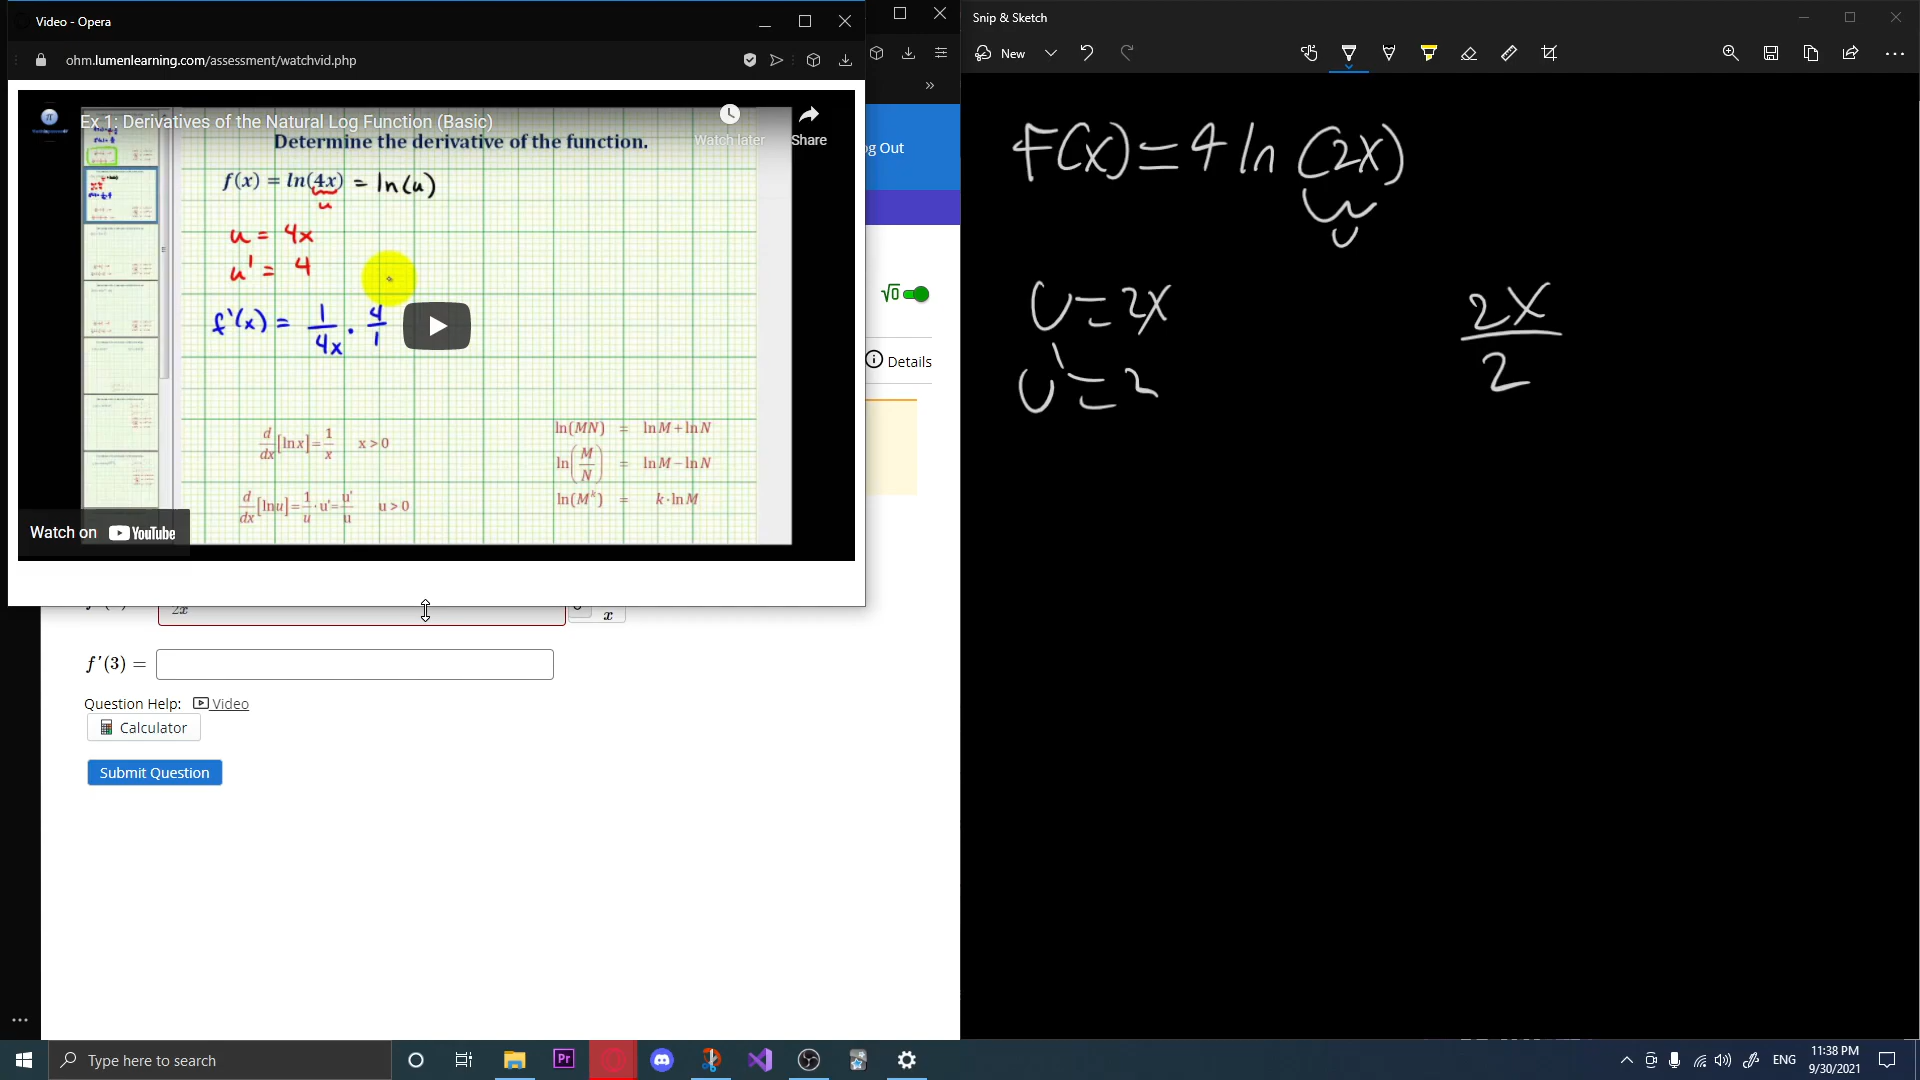 Video - Opera
ohm.lumenlearning.com/assessment/watchvid.php
Ex 1: Derivatives of the Natural Log Function (Basic)
Watch later
Share
Determine the derivative of the function.
f(x) = ln(4x) = ln(u)
u
u = 4x
u' = 4
f'(x) = 1/4x · 4/1
d/dx [ln x] = 1/x x > 0
d/dx [ln u] = 1/u · u' = u'/u u > 0
ln(MN) = ln M + ln N
ln(M/N) = ln M − ln N
ln(M^k) = k · ln M
Watch on YouTube
og Out
√0
Details
2x
x
f'(3) =
Question Help: Video
Calculator
Submit Question
Snip & Sketch
New
F(x) = 4 ln (2x)
U
U = 2x
U' = 2
2x
2
Type here to search
Pr
ENG
11:38 PM
9/30/2021